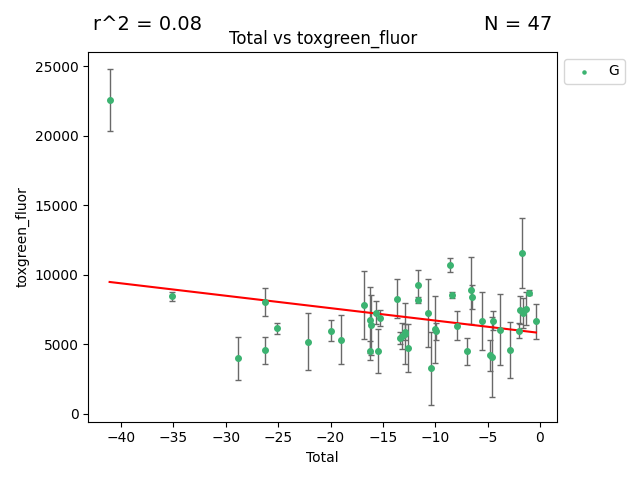 r^2 = 0.08
N = 47
Total vs toxgreen_fluor
G
25000
20000
15000
10000
5000
0
toxgreen_fluor
−40
−35
−30
−25
−20
−15
−10
−5
0
Total